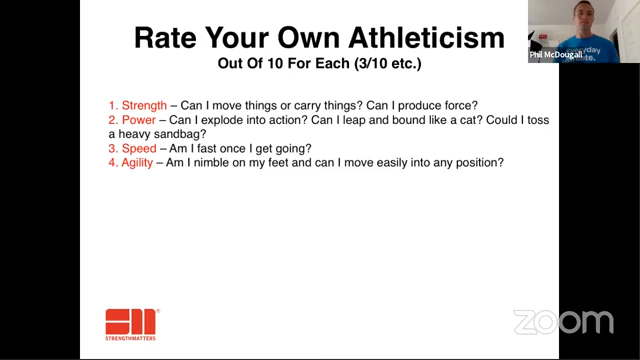 Rate Your Own Athleticism
Out Of 10 For Each (3/10 etc.)
Phil McDougall
everyday
1. Strength – Can I move things or carry things? Can I produce force?
2. Power – Can I explode into action? Can I leap and bound like a cat? Could I toss
a heavy sandbag?
3. Speed – Am I fast once I get going?
4. Agility – Am I nimble on my feet and can I move easily into any position?
STRENGTHMATTERS
zoom